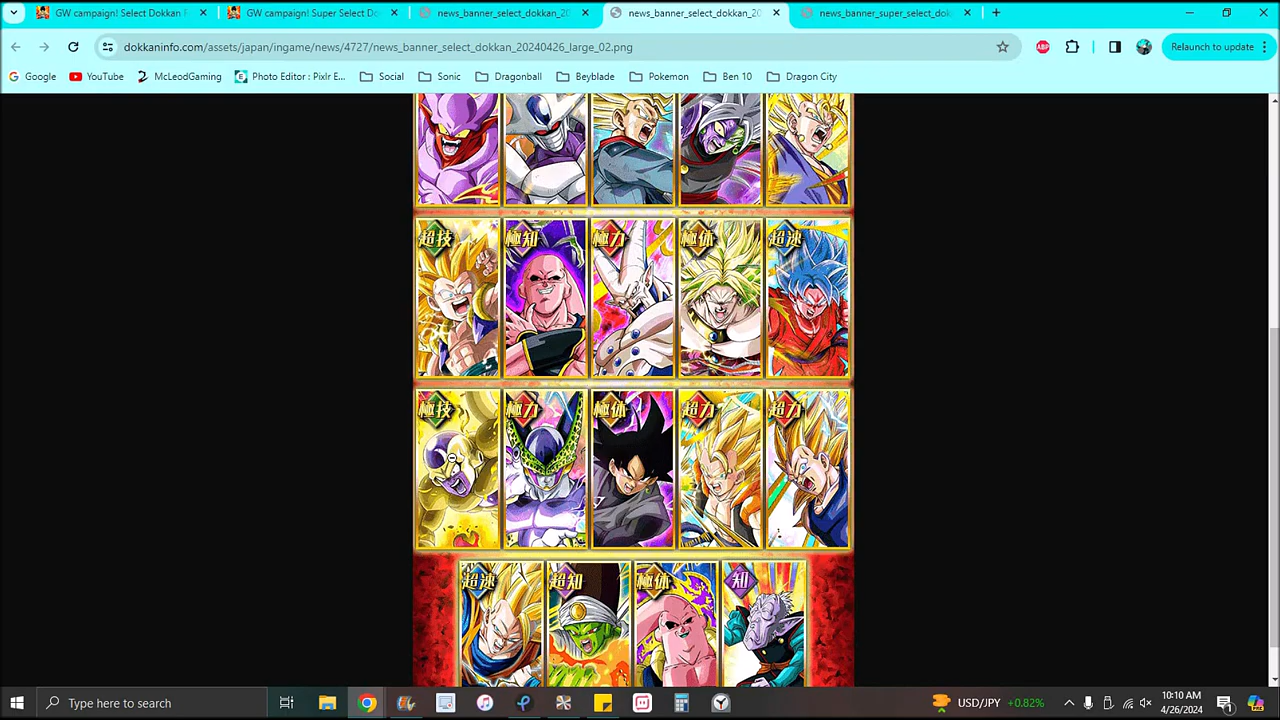 GW campaign! Select Dokkan F
GW campaign! Super Select Do
news_banner_select_dokkan_20
news_banner_select_dokkan_20
news_banner_super_select_dok
dokkaninfo.com/assets/japan/ingame/news/4727/news_banner_select_dokkan_20240426_large_02.png
ABP
Relaunch to update
Google
YouTube
McLeodGaming
Photo Editor : Pixlr E...
Social
Sonic
Dragonball
Beyblade
Pokemon
Ben 10
Dragon City
超技
極知
極力
極体
超速
極技
極力
極体
超力
超力
超速
超知
極体
知
Type here to search
USD/JPY +0.82%
10:10 AM
4/26/2024